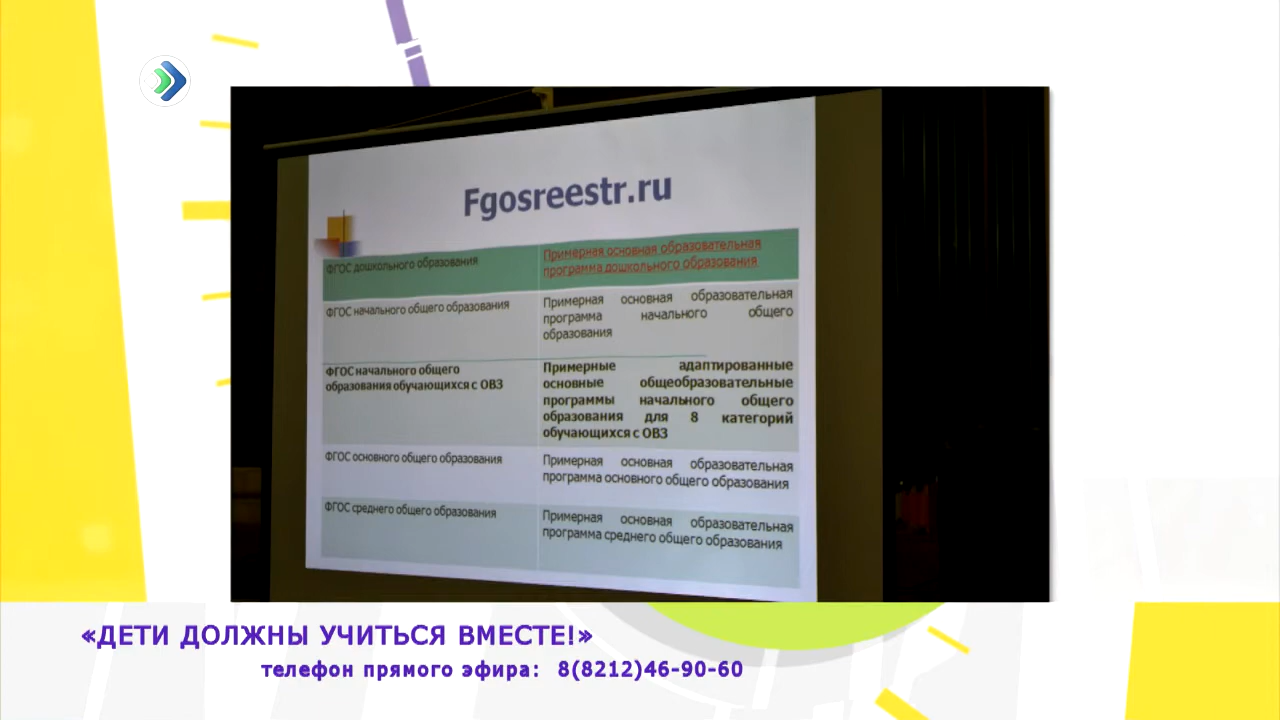 Fgosreestr.ru
ФГОС дошкольного образования
Примерная основная образовательная
программа дошкольного образования
ФГОС начального общего образования
Примерная основная образовательная
программа начального общего
образования
ФГОС начального общего
образования обучающихся с ОВЗ
Примерные адаптированные
основные общеобразовательные
программы начального общего
образования для 8 категорий
обучающихся с ОВЗ
ФГОС основного общего образования
Примерная основная образовательная
программа основного общего образования
ФГОС среднего общего образования
Примерная основная образовательная
программа среднего общего образования
«ДЕТИ ДОЛЖНЫ УЧИТЬСЯ ВМЕСТЕ!»
телефон прямого эфира: 8(8212)46-90-60